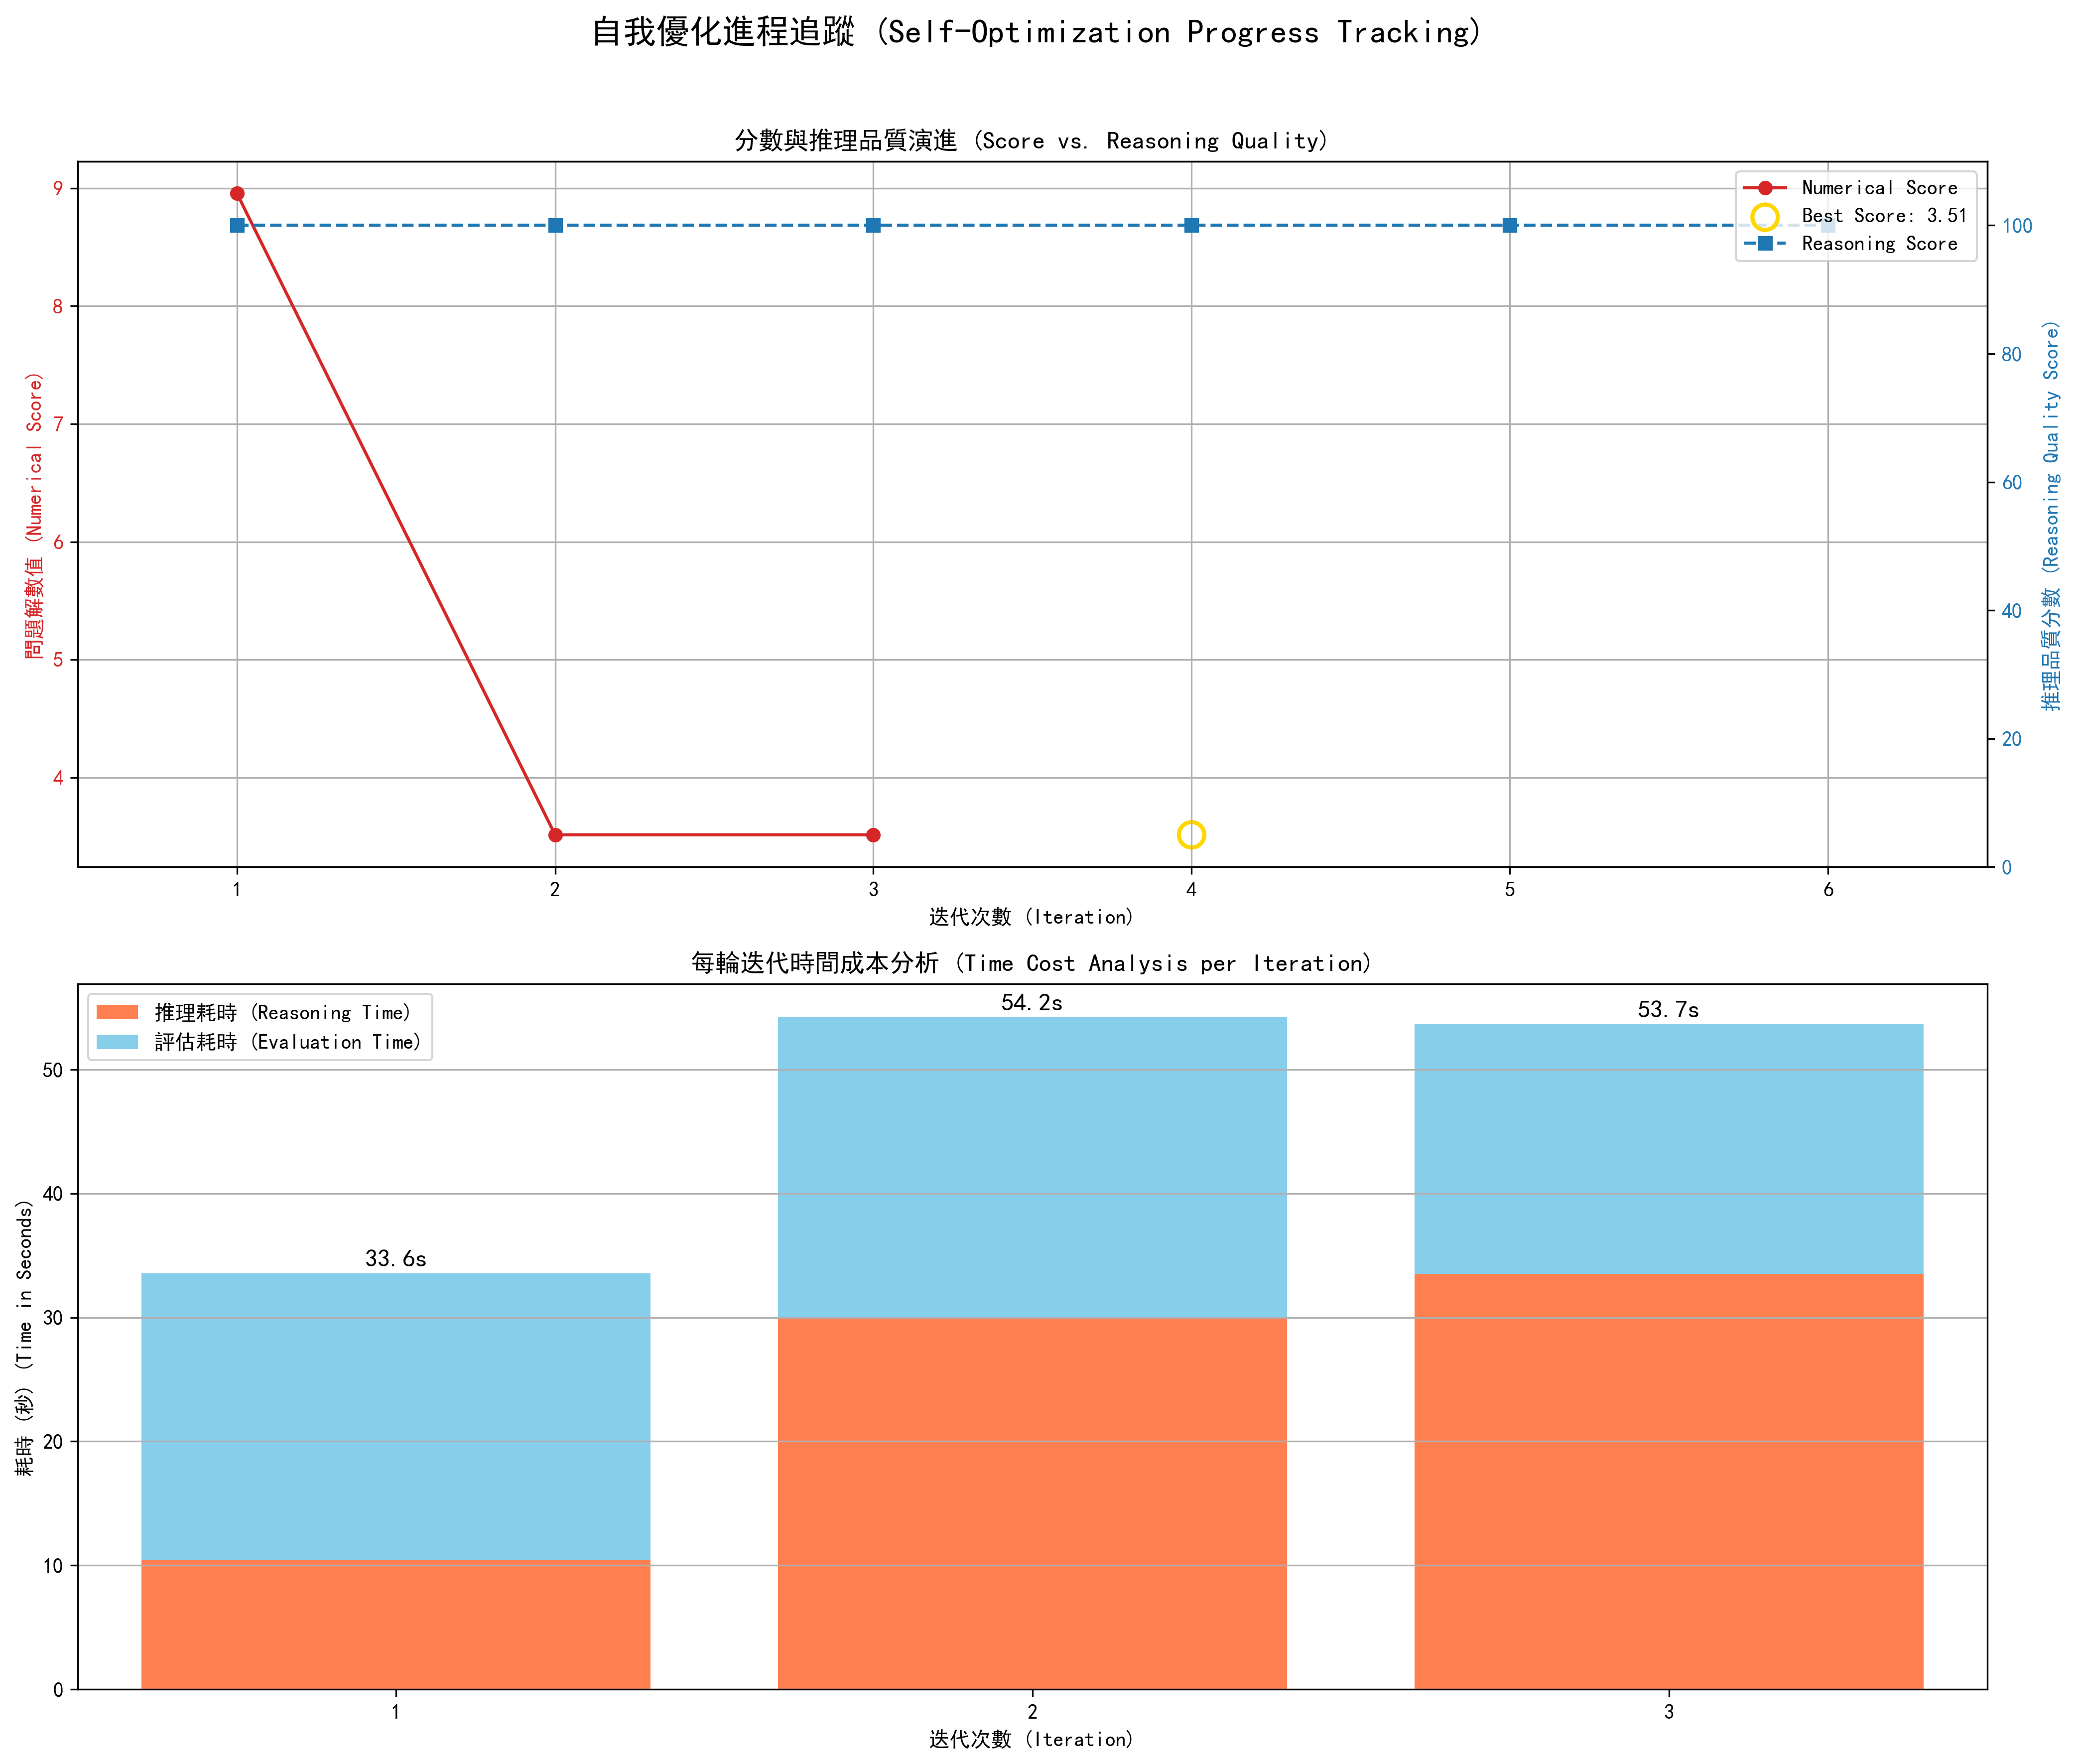 自我優化進程追蹤 (Self-Optimization Progress Tracking)
分數與推理品質演進 (Score vs. Reasoning Quality)
問題解數值 (Numerical Score)
9
8
7
6
5
4
Numerical Score
Best Score: 3.51
Reasoning Score
100
80
60
40
20
0
推理品質分數 (Reasoning Quality Score)
1 2 3 4 5 6
迭代次數 (Iteration)
每輪迭代時間成本分析 (Time Cost Analysis per Iteration)
耗時 (秒) (Time in Seconds)
50
40
30
20
10
0
推理耗時 (Reasoning Time)
評估耗時 (Evaluation Time)
33.6s
54.2s
53.7s
1 2 3
迭代次數 (Iteration)